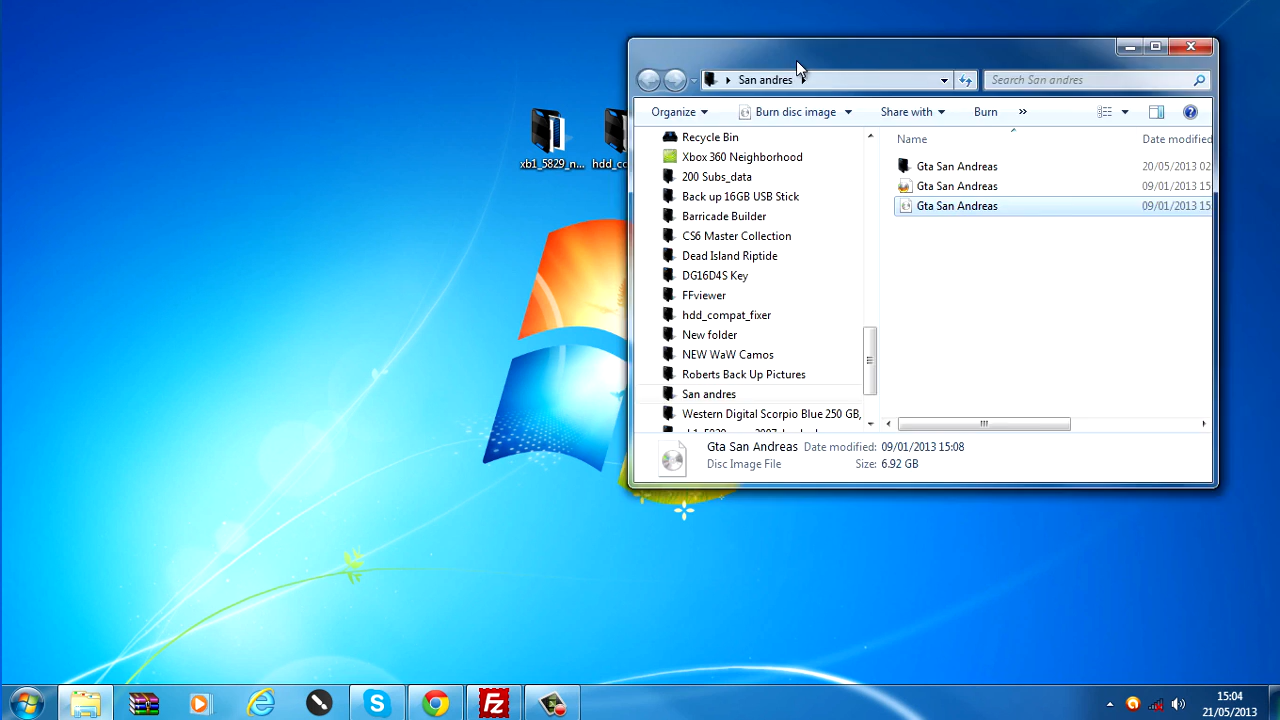 xb1_5829_n...
hdd_co
San andres
Search San andres
Organize
Burn disc image
Share with
Burn
»
Recycle Bin
Xbox 360 Neighborhood
200 Subs_data
Back up 16GB USB Stick
Barricade Builder
CS6 Master Collection
Dead Island Riptide
DG16D4S Key
FFviewer
hdd_compat_fixer
New folder
NEW WaW Camos
Roberts Back Up Pictures
San andres
Western Digital Scorpio Blue 250 GB,
Name Date modified
Gta San Andreas 20/05/2013 02
Gta San Andreas 09/01/2013 15
Gta San Andreas 09/01/2013 15
Gta San Andreas Date modified: 09/01/2013 15:08
Disc Image File Size: 6.92 GB
15:04
21/05/2013